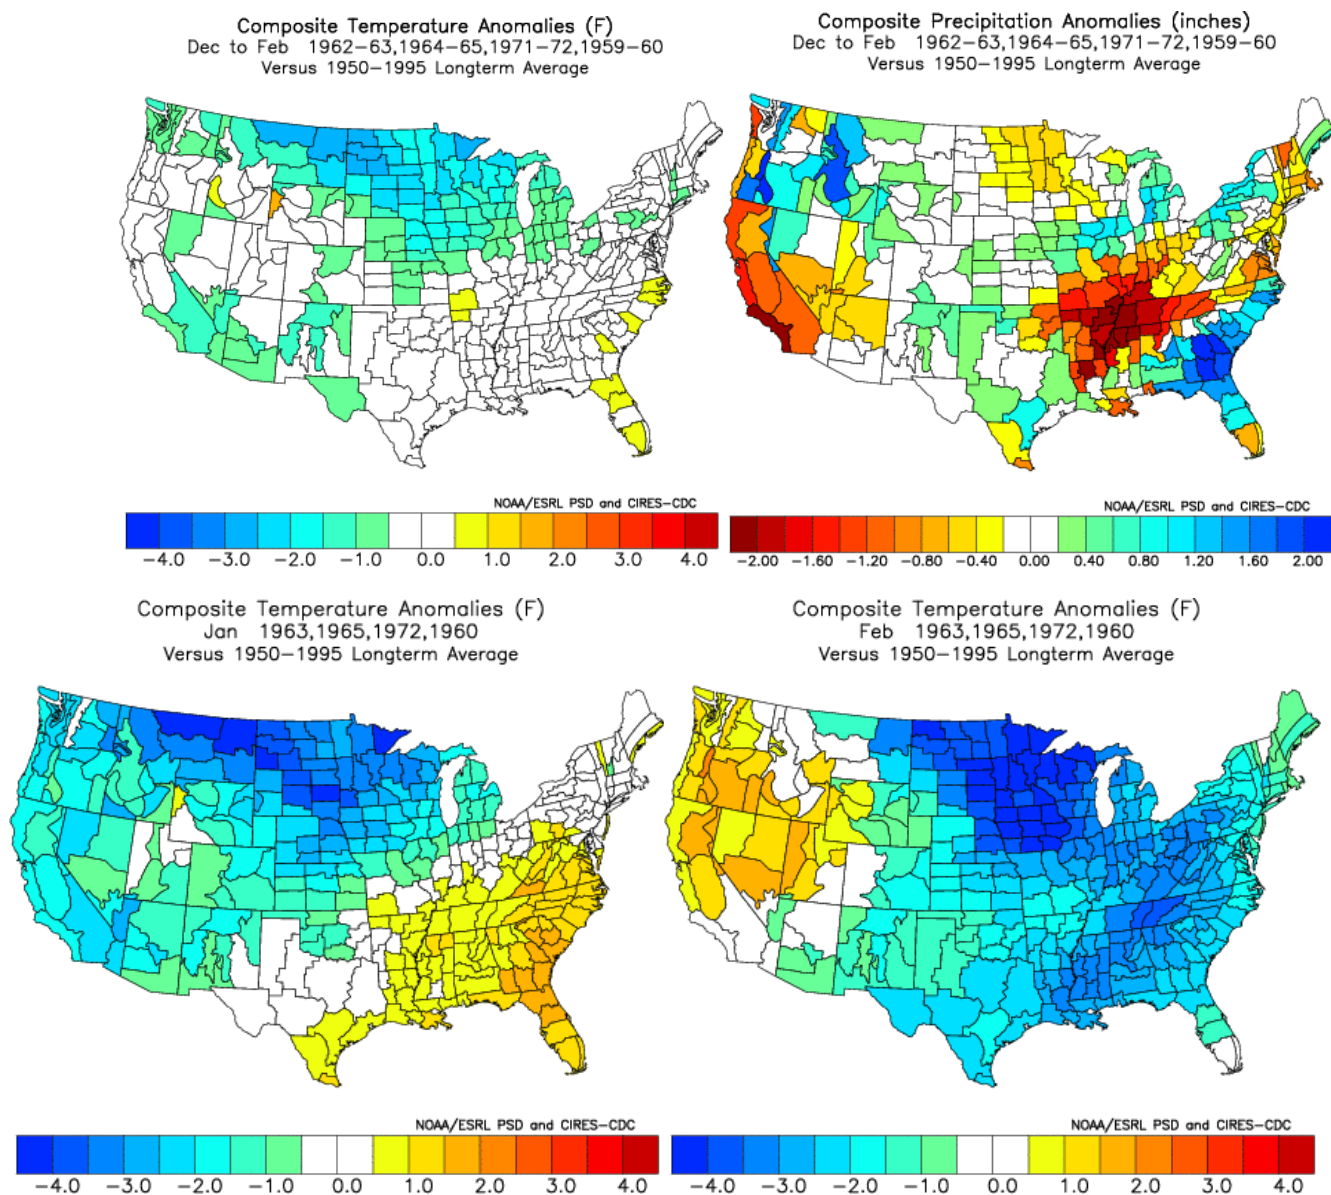 Composite Temperature Anomalies (F)
Dec to Feb 1962-63,1964-65,1971-72,1959-60
Versus 1950-1995 Longterm Average
NOAA/ESRL PSD and CIRES-CDC
-4.0 -3.0 -2.0 -1.0 0.0 1.0 2.0 3.0 4.0
Composite Precipitation Anomalies (inches)
Dec to Feb 1962-63,1964-65,1971-72,1959-60
Versus 1950-1995 Longterm Average
NOAA/ESRL PSD and CIRES-CDC
-2.00 -1.60 -1.20 -0.80 -0.40 0.00 0.40 0.80 1.20 1.60 2.00
Composite Temperature Anomalies (F)
Jan 1963,1965,1972,1960
Versus 1950-1995 Longterm Average
NOAA/ESRL PSD and CIRES-CDC
-4.0 -3.0 -2.0 -1.0 0.0 1.0 2.0 3.0 4.0
Composite Temperature Anomalies (F)
Feb 1963,1965,1972,1960
Versus 1950-1995 Longterm Average
NOAA/ESRL PSD and CIRES-CDC
-4.0 -3.0 -2.0 -1.0 0.0 1.0 2.0 3.0 4.0